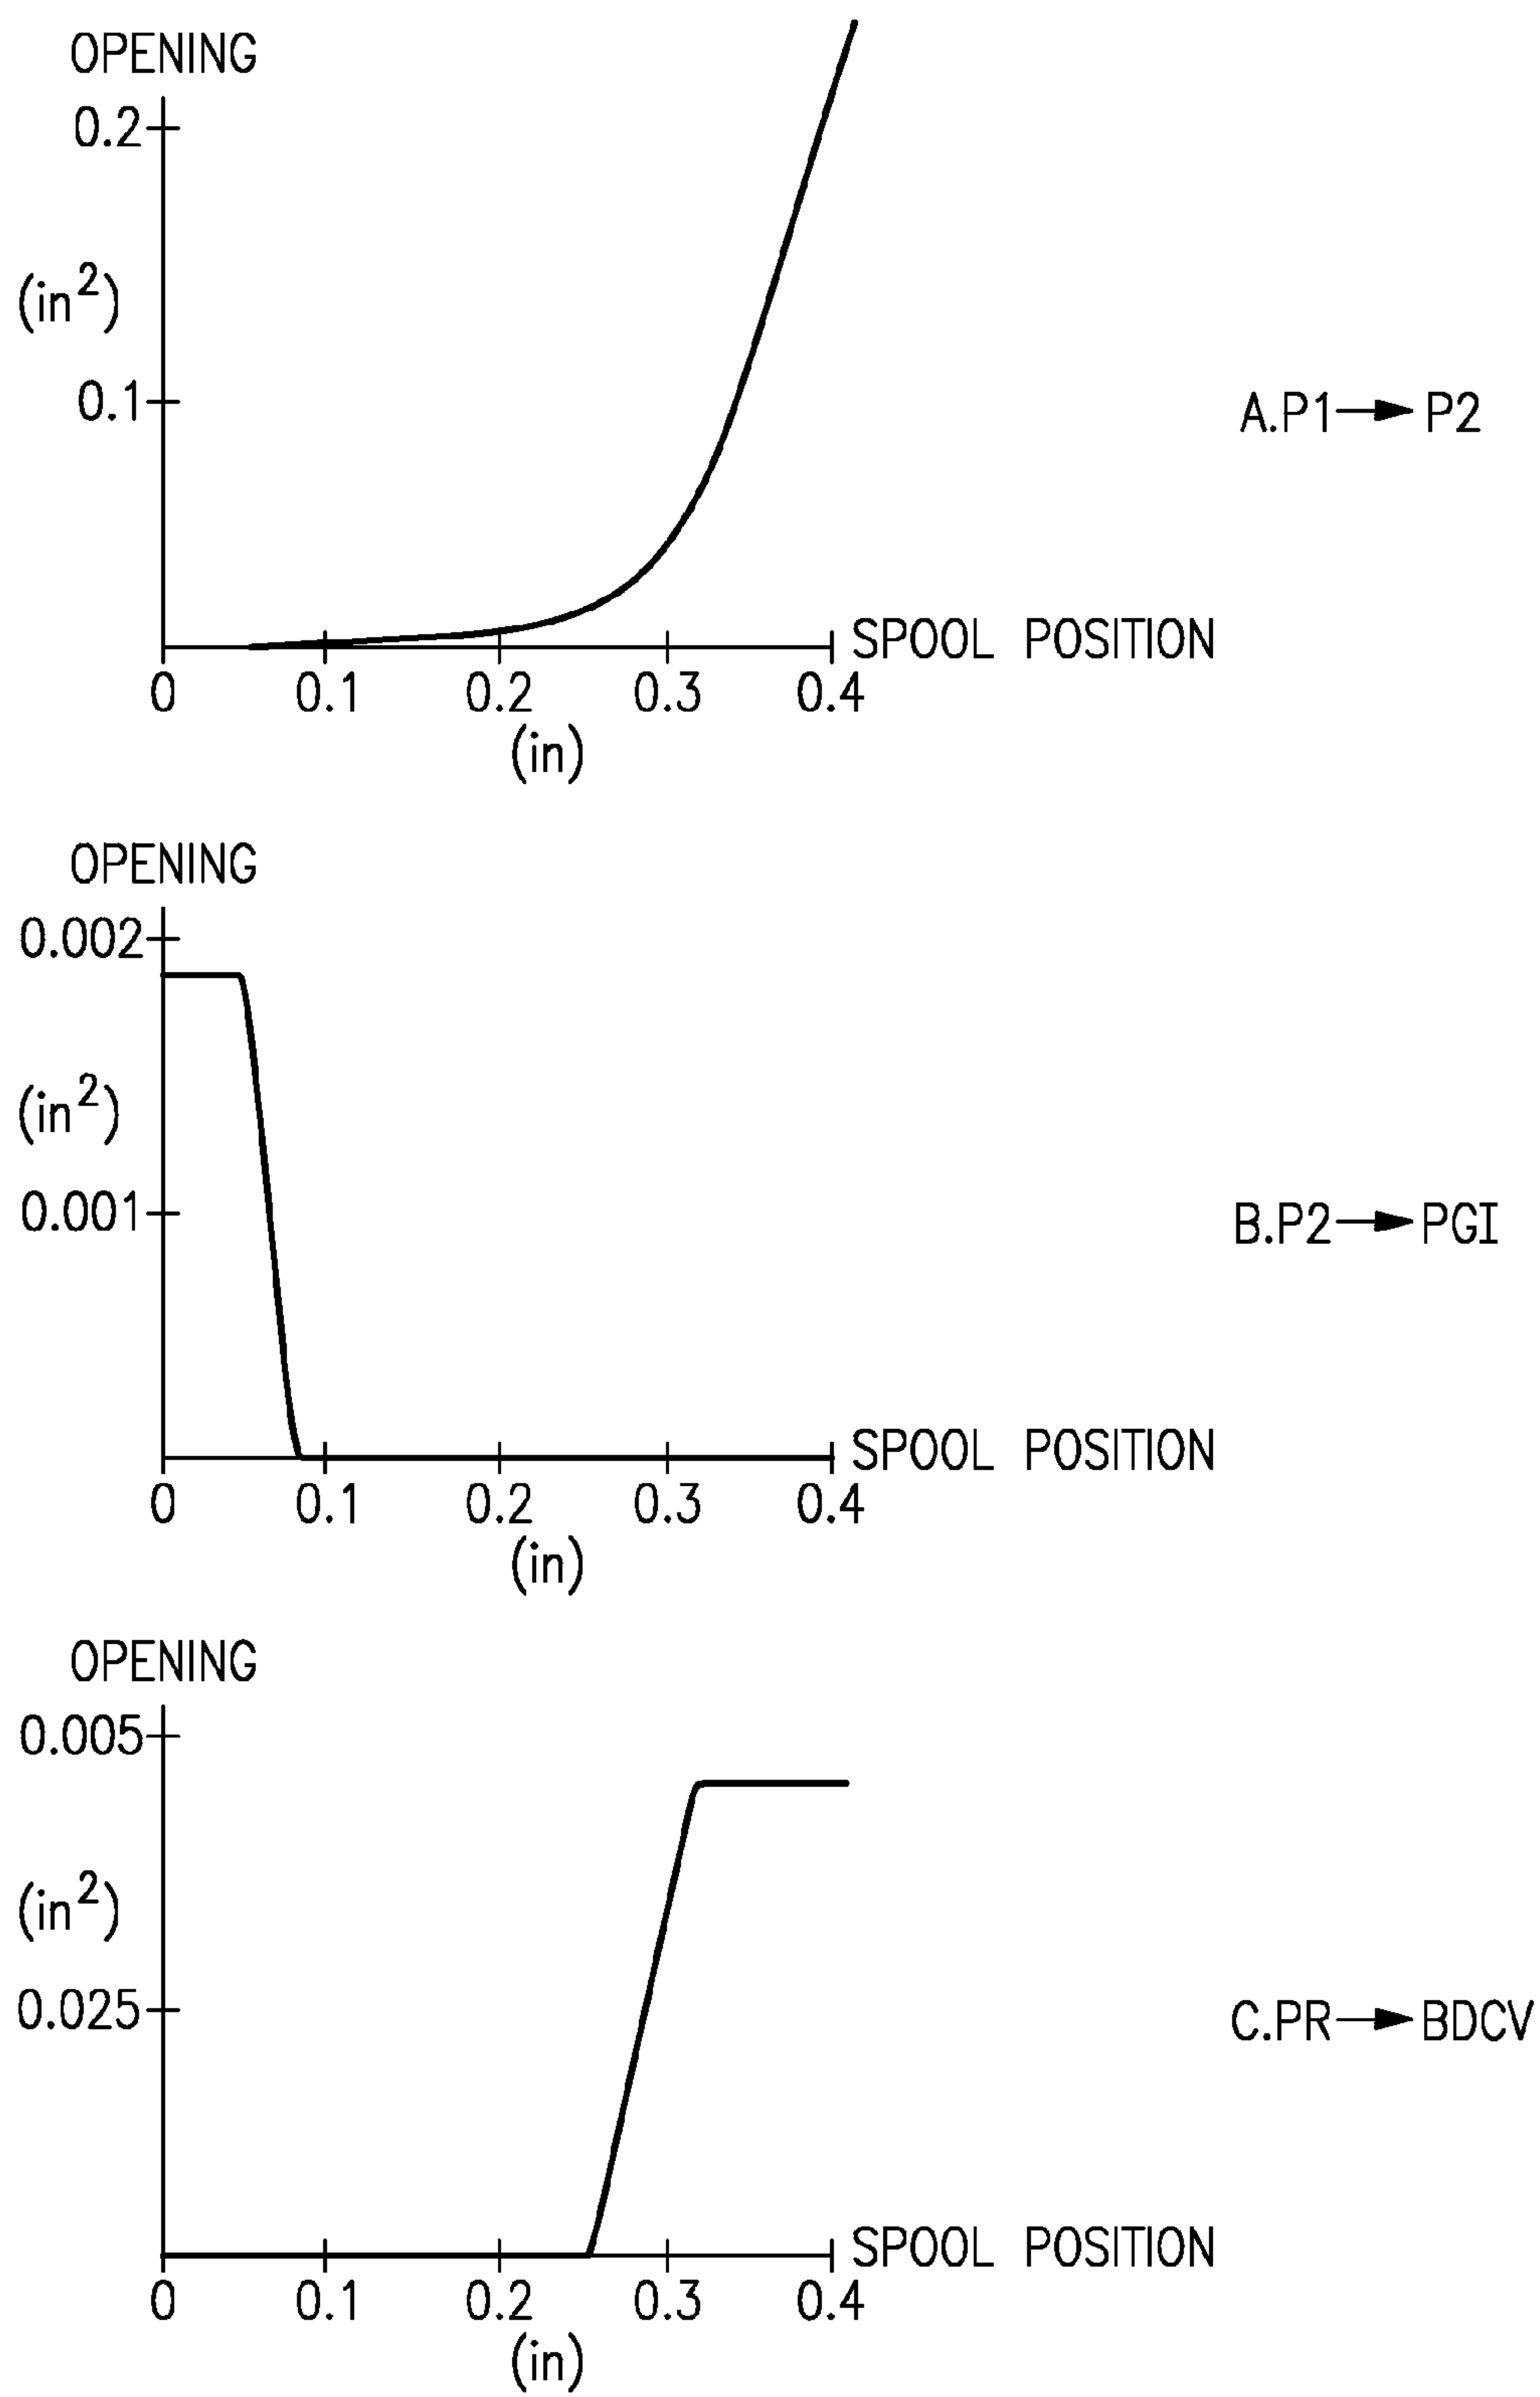 OPENING
0.2
(in²)
0.1
A.P1 → P2
SPOOL POSITION
0 0.1 0.2 0.3 0.4
(in)
OPENING
0.002
(in²)
0.001
B.P2 → PGI
SPOOL POSITION
0 0.1 0.2 0.3 0.4
(in)
OPENING
0.005
(in²)
0.025
C.PR → BDCV
SPOOL POSITION
0 0.1 0.2 0.3 0.4
(in)